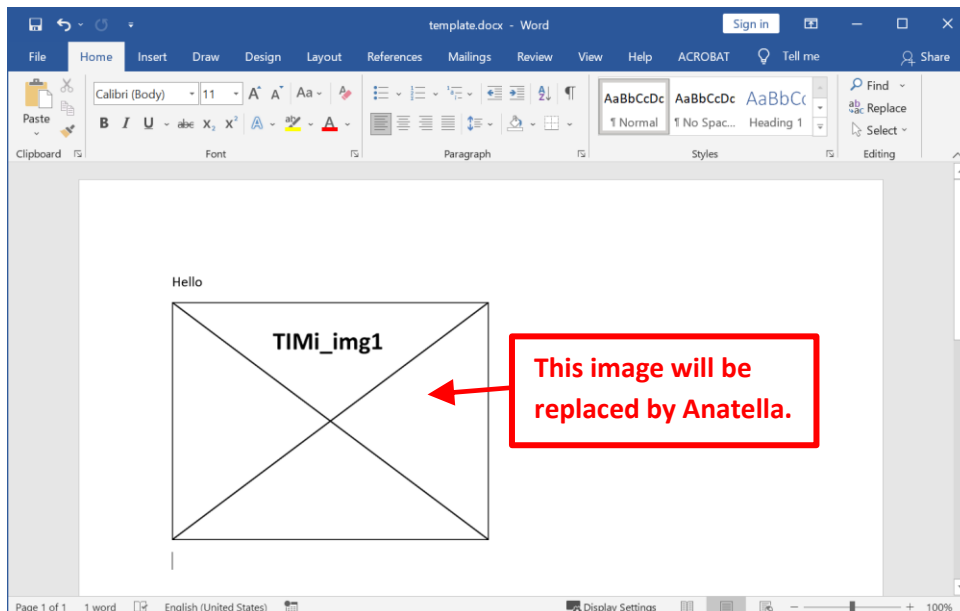 template.docx - Word
Sign in
File Home Insert Draw Design Layout References Mailings Review View Help ACROBAT Tell me Share
Paste
Calibri (Body) 11
AaBbCcDc AaBbCcDc AaBbCc
¶ Normal ¶ No Spac... Heading 1
Find
Replace
Select
Clipboard Font Paragraph Styles Editing
Hello
TIMi_img1
This image will be
replaced by Anatella.
Page 1 of 1 1 word English (United States) Display Settings 100%